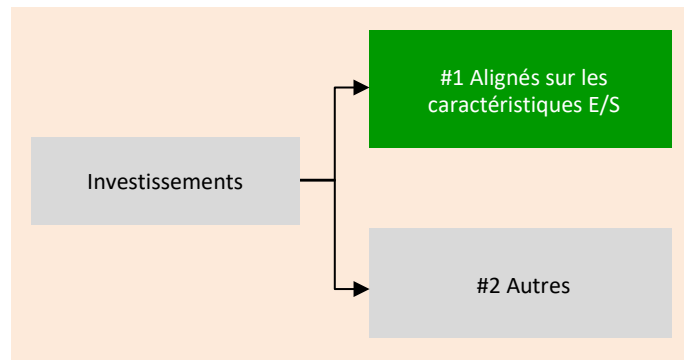 #1 Alignés sur les
caractéristiques E/S
Investissements
#2 Autres